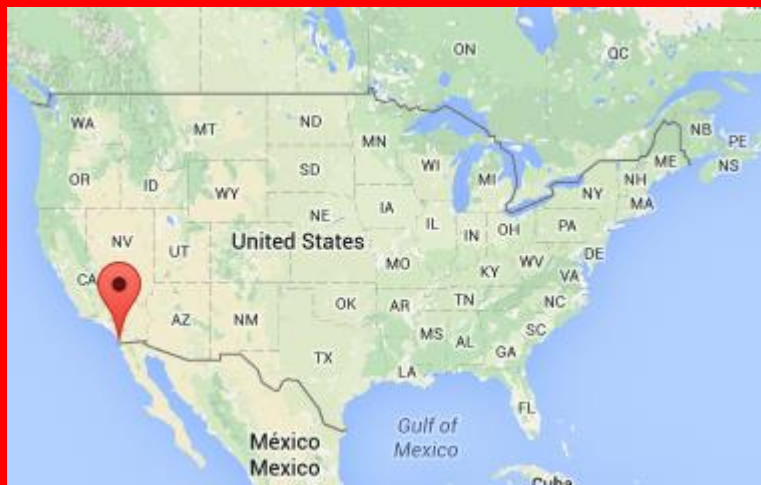 ON
QC
WA
MT
ND
MN
NB
PE
OR
ID
SD
WI
MI
ME
NS
WY
NY
NH
MA
NE
IA
IL
IN
OH
PA
NV
UT
United States
MO
KY
WV
VA
DE
CA
AZ
NM
OK
AR
TN
NC
SC
TX
MS
AL
GA
LA
FL
Gulf of
Mexico
México
Mexico